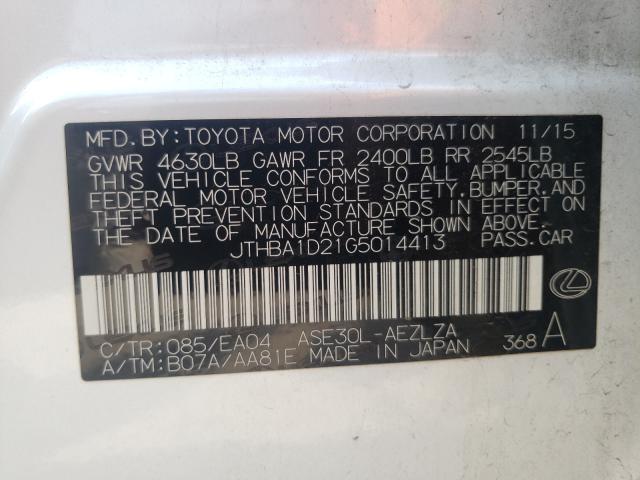 MFD. BY: TOYOTA MOTOR CORPORATION 11/15
GVWR 4630LB GAWR FR 2400LB RR 2545LB
THIS VEHICLE CONFORMS TO ALL APPLICABLE
FEDERAL MOTOR VEHICLE SAFETY, BUMPER, AND
THEFT PREVENTION STANDARDS IN EFFECT ON
THE DATE OF MANUFACTURE SHOWN ABOVE.
JTHBA1D21G5014413 PASS.CAR
C/TR: 085/EA04 ASE30L-AEZLZA
A/TM: B07A/AA81E MADE IN JAPAN 368 A